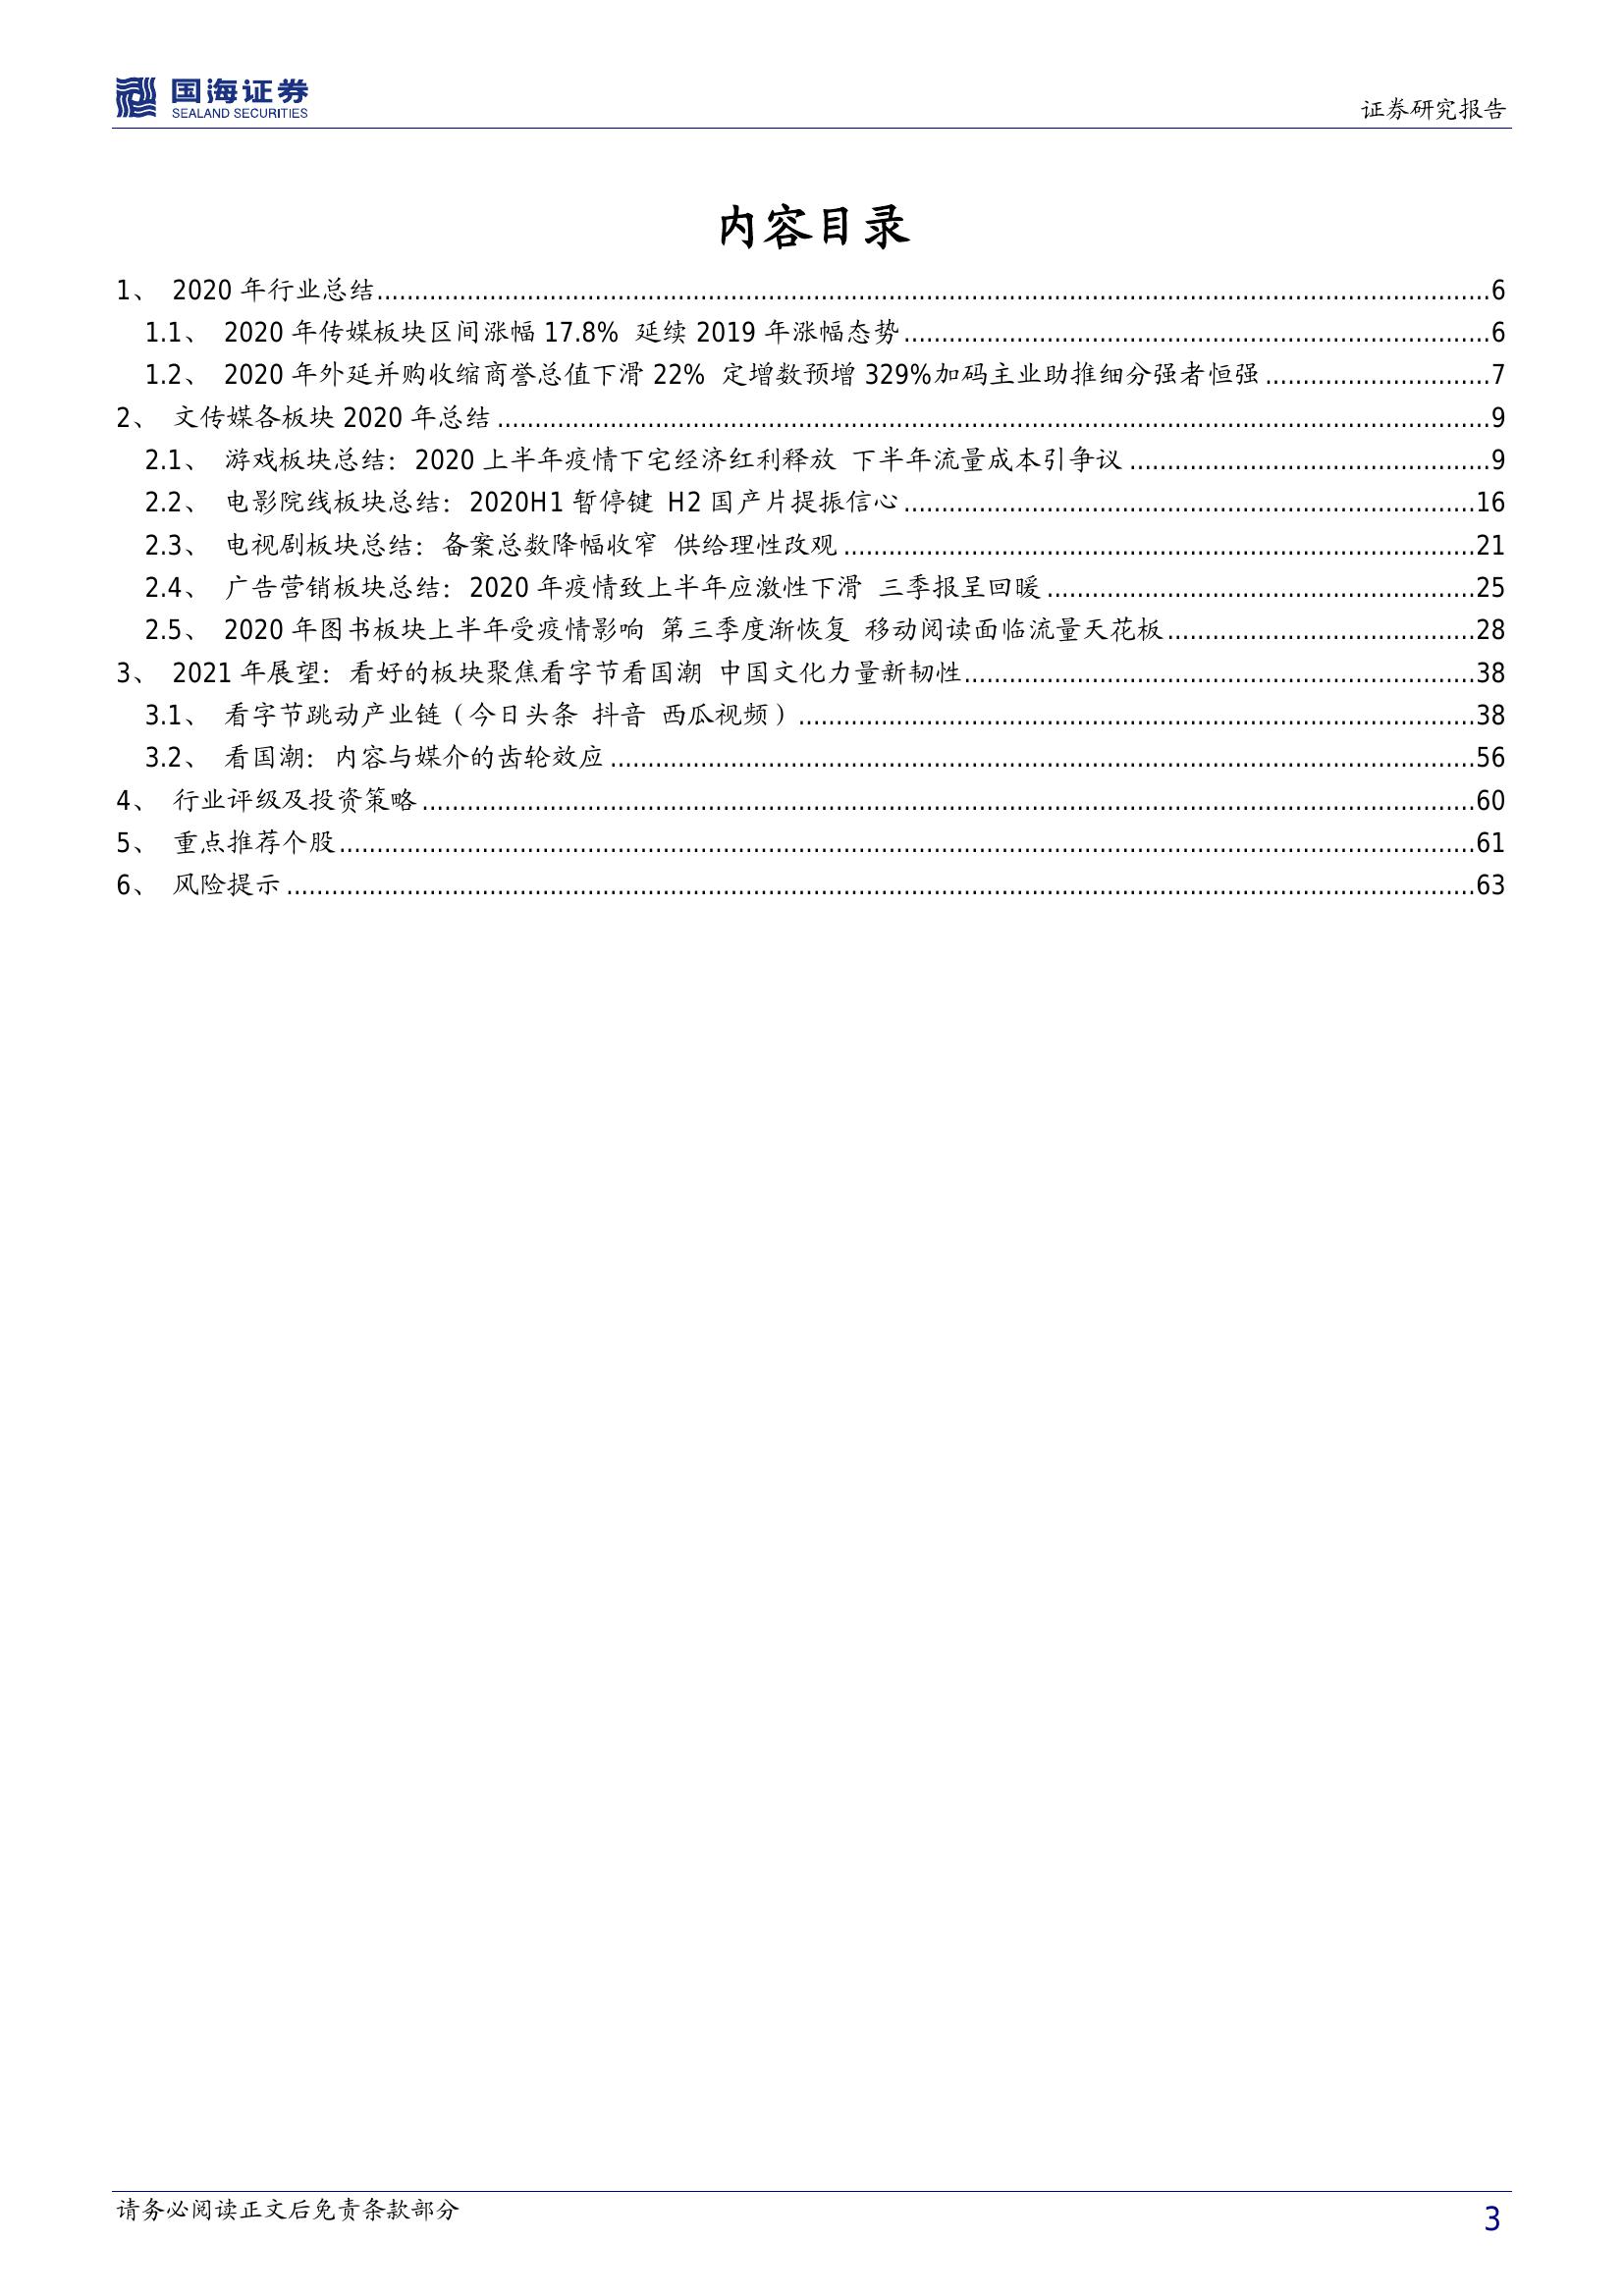 国海证券
SEALAND SECURITIES
证券研究报告
内容目录
1、 2020 年行业总结........6
1.1、 2020 年传媒板块区间涨幅 17.8% 延续 2019 年涨幅态势........6
1.2、 2020 年外延并购收缩商誉总值下滑 22% 定增数预增 329%加码主业助推细分强者恒强........7
2、 文传媒各板块 2020 年总结........9
2.1、 游戏板块总结：2020 上半年疫情下宅经济红利释放 下半年流量成本引争议........9
2.2、 电影院线板块总结：2020H1 暂停键 H2 国产片提振信心........16
2.3、 电视剧板块总结：备案总数降幅收窄 供给理性改观........21
2.4、 广告营销板块总结：2020 年疫情致上半年应激性下滑 三季报呈回暖........25
2.5、 2020 年图书板块上半年受疫情影响 第三季度渐恢复 移动阅读面临流量天花板........28
3、 2021 年展望：看好的板块聚焦看字节看国潮 中国文化力量新韧性........38
3.1、 看字节跳动产业链（今日头条 抖音 西瓜视频）........38
3.2、 看国潮：内容与媒介的齿轮效应........56
4、 行业评级及投资策略........60
5、 重点推荐个股........61
6、 风险提示........63
请务必阅读正文后免责条款部分
3